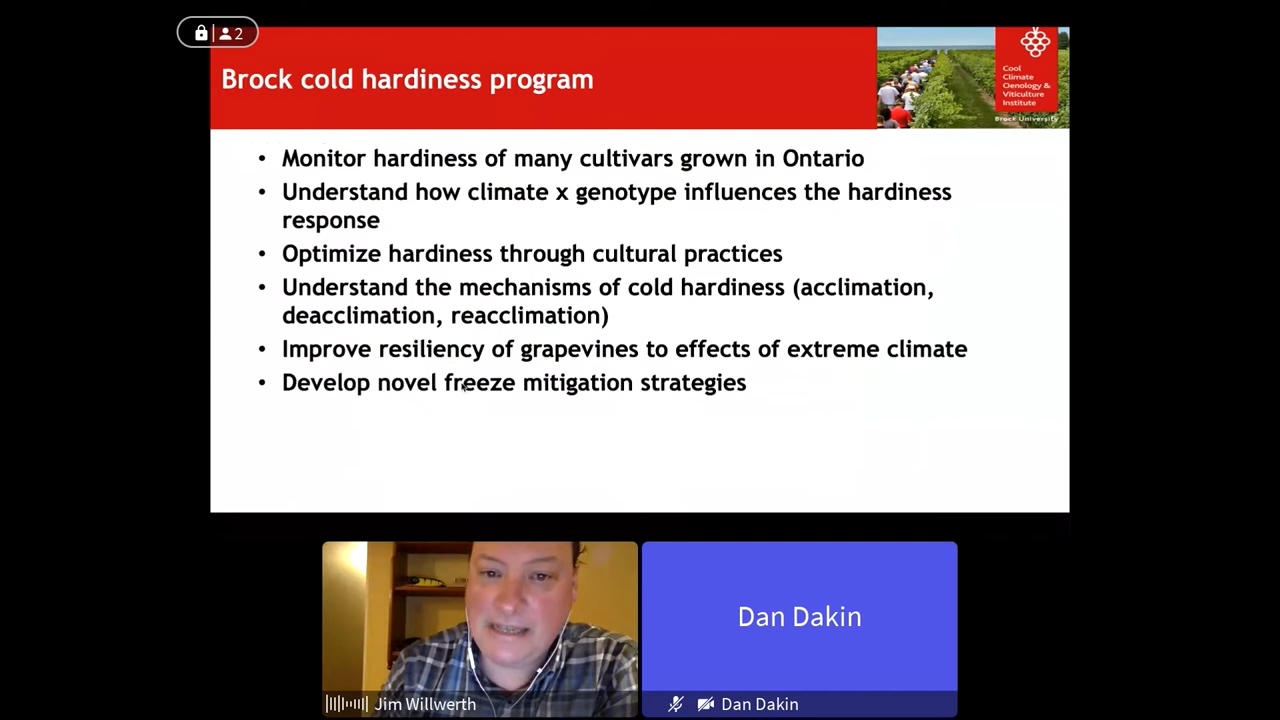 2
Brock cold hardiness program
Cool
Climate
Oenology &
Viticulture
Institute
Brock University
• Monitor hardiness of many cultivars grown in Ontario
• Understand how climate x genotype influences the hardiness
response
• Optimize hardiness through cultural practices
• Understand the mechanisms of cold hardiness (acclimation,
deacclimation, reacclimation)
• Improve resiliency of grapevines to effects of extreme climate
• Develop novel freeze mitigation strategies
Dan Dakin
Jim Willwerth
Dan Dakin